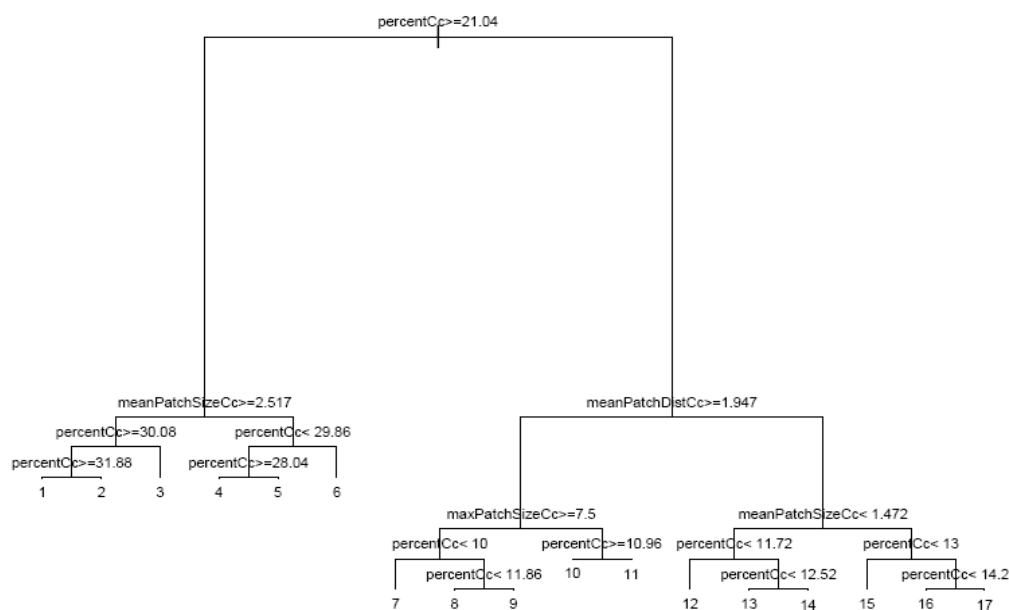 percentCc>=21.04
meanPatchSizeCc>=2.517
meanPatchDistCc>=1.947
percentCc>=30.08
percentCc< 29.86
percentCc>=31.88
percentCc>=28.04
1
2
3
4
5
6
maxPatchSizeCc>=7.5
meanPatchSizeCc< 1.472
percentCc< 10
percentCc>=10.96
percentCc< 11.72
percentCc< 13
percentCc< 11.86
10
11
percentCc< 12.52
percentCc< 14.2
7
8
9
12
13
14
15
16
17